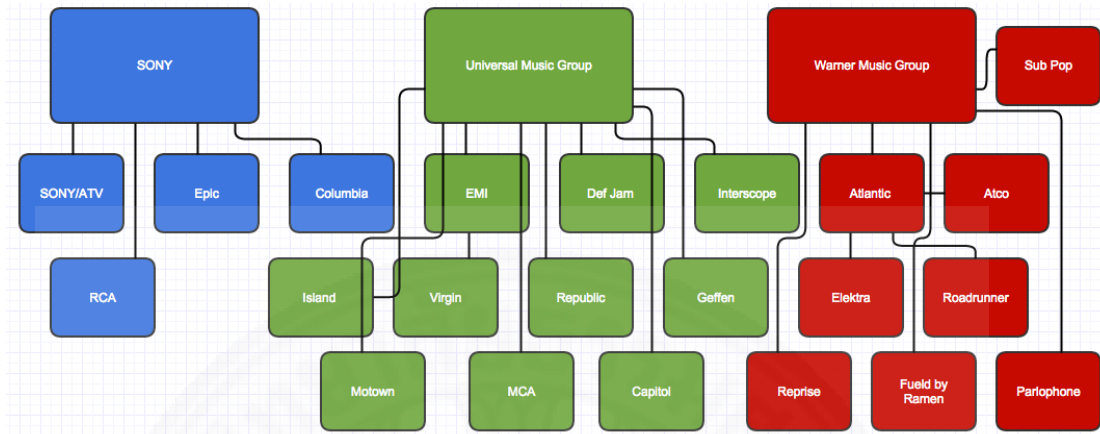 SONY
Universal Music Group
Warner Music Group
Sub Pop
SONY/ATV
Epic
Columbia
EMI
Def Jam
Interscope
Atlantic
Atco
RCA
Island
Virgin
Republic
Geffen
Elektra
Roadrunner
Motown
MCA
Capitol
Reprise
Fueld by
Ramen
Parlophone